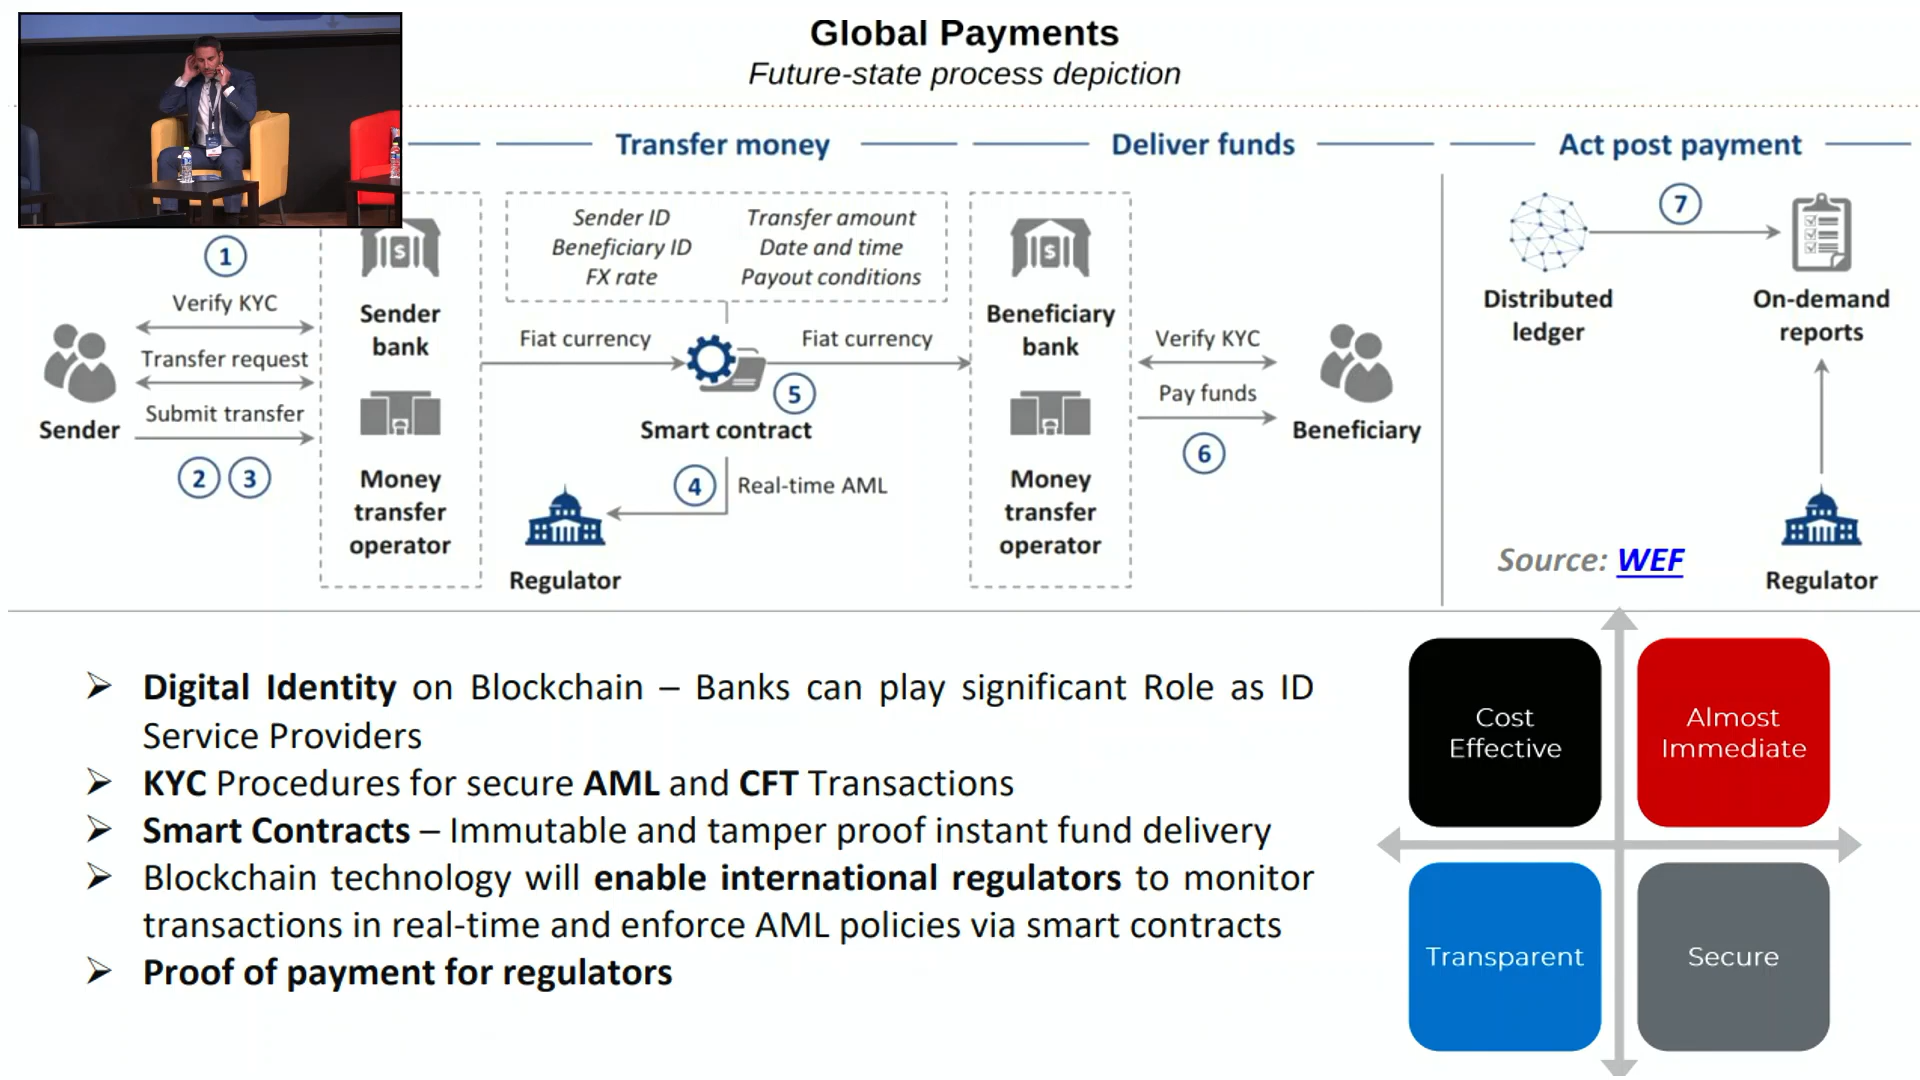 Global Payments
Future-state process depiction
Transfer money
Deliver funds
Act post payment
1
Verify KYC
Transfer request
Submit transfer
Sender
2 3
$
Sender
bank
Money
transfer
operator
Sender ID
Beneficiary ID
FX rate
Transfer amount
Date and time
Payout conditions
Fiat currency
Fiat currency
5
Smart contract
4
Real-time AML
Regulator
$
Beneficiary
bank
Money
transfer
operator
Verify KYC
Pay funds
6
Beneficiary
7
Distributed
ledger
On-demand
reports
Source: WEF
Regulator
➢ Digital Identity on Blockchain – Banks can play significant Role as ID
Service Providers
➢ KYC Procedures for secure AML and CFT Transactions
➢ Smart Contracts – Immutable and tamper proof instant fund delivery
➢ Blockchain technology will enable international regulators to monitor
transactions in real-time and enforce AML policies via smart contracts
➢ Proof of payment for regulators
Cost
Effective
Almost
Immediate
Transparent
Secure